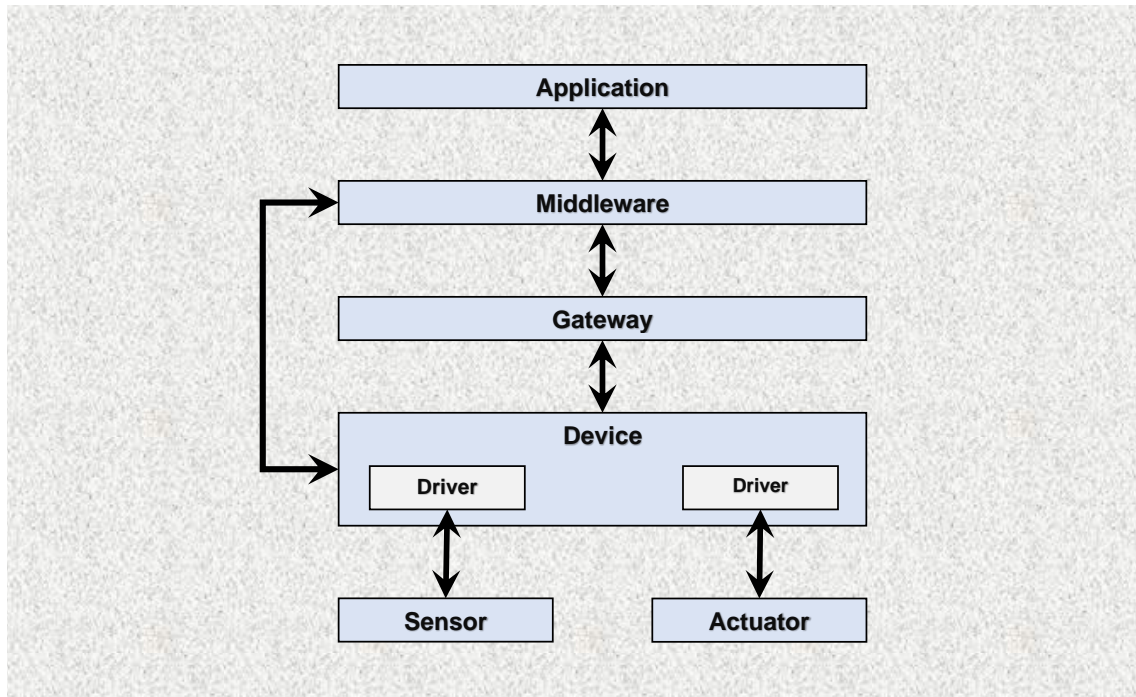 Application
Middleware
Gateway
Device
Driver
Driver
Sensor
Actuator